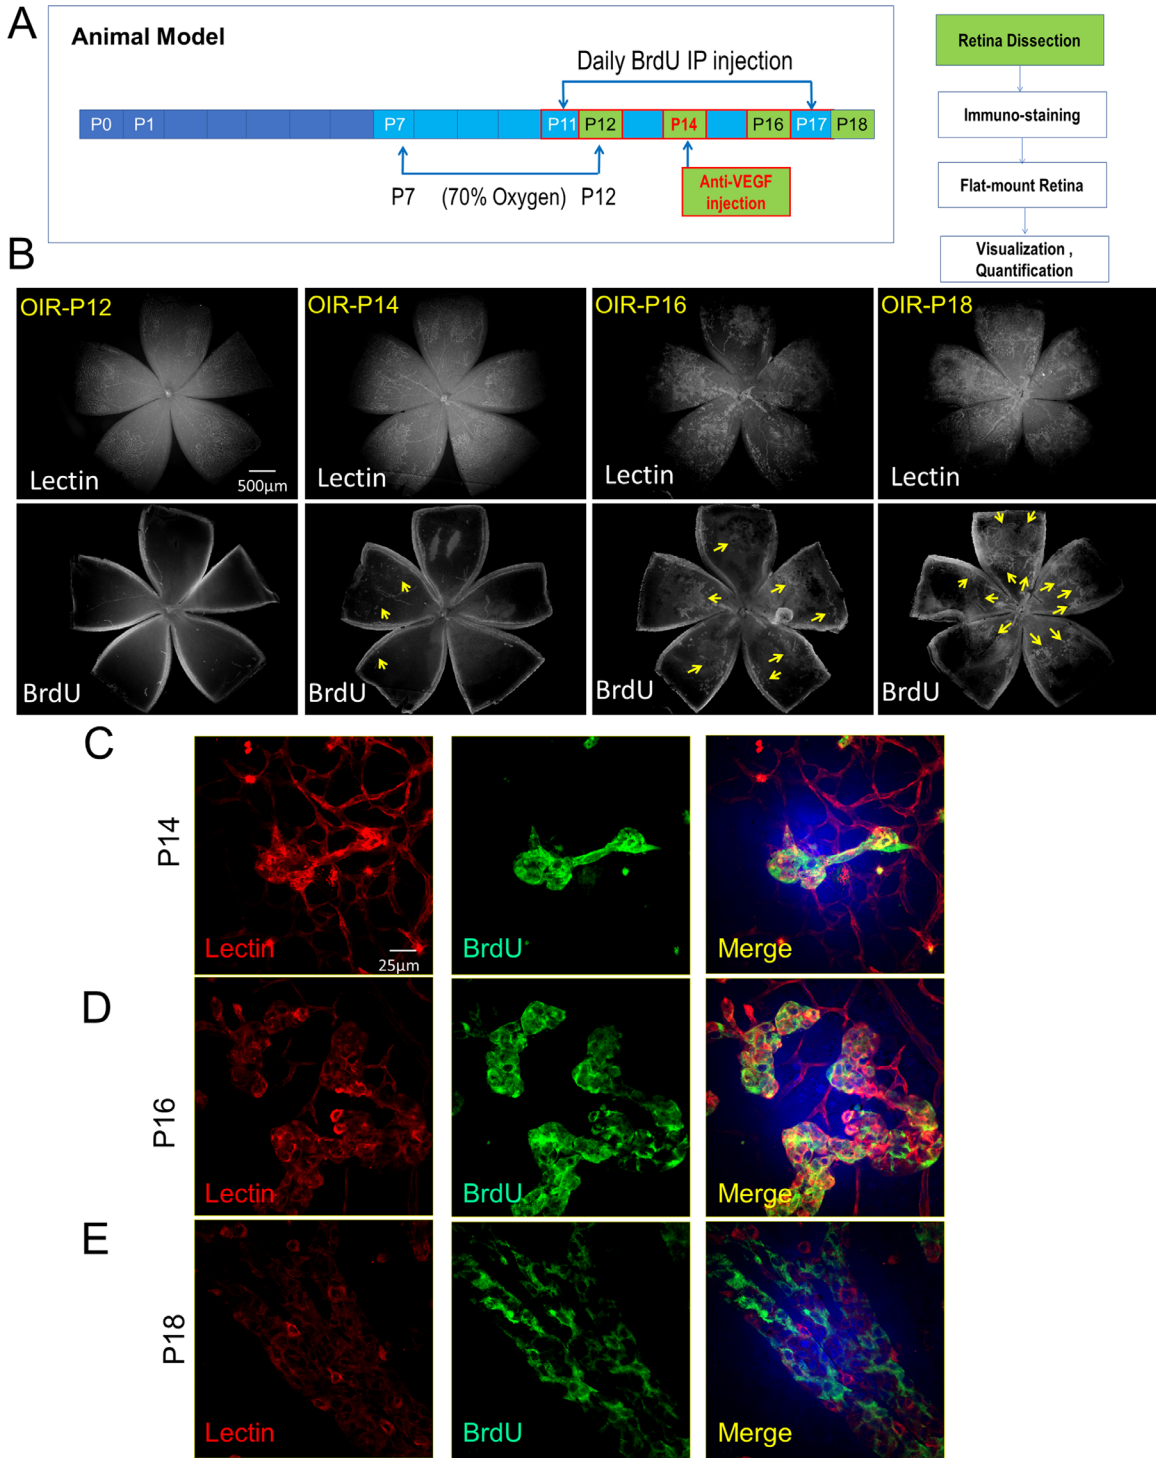 A
Animal Model
Daily BrdU IP injection
P0 P1 P7 P11 P12 P14 P16 P17 P18
P7 (70% Oxygen) P12
Anti-VEGF
injection
Retina Dissection
Immuno-staining
Flat-mount Retina
Visualization ,
Quantification
B
OIR-P12
Lectin
500µm
OIR-P14
Lectin
OIR-P16
Lectin
OIR-P18
Lectin
BrdU
BrdU
BrdU
BrdU
C
P14
Lectin
25µm
BrdU
Merge
D
P16
Lectin
BrdU
Merge
E
P18
Lectin
BrdU
Merge